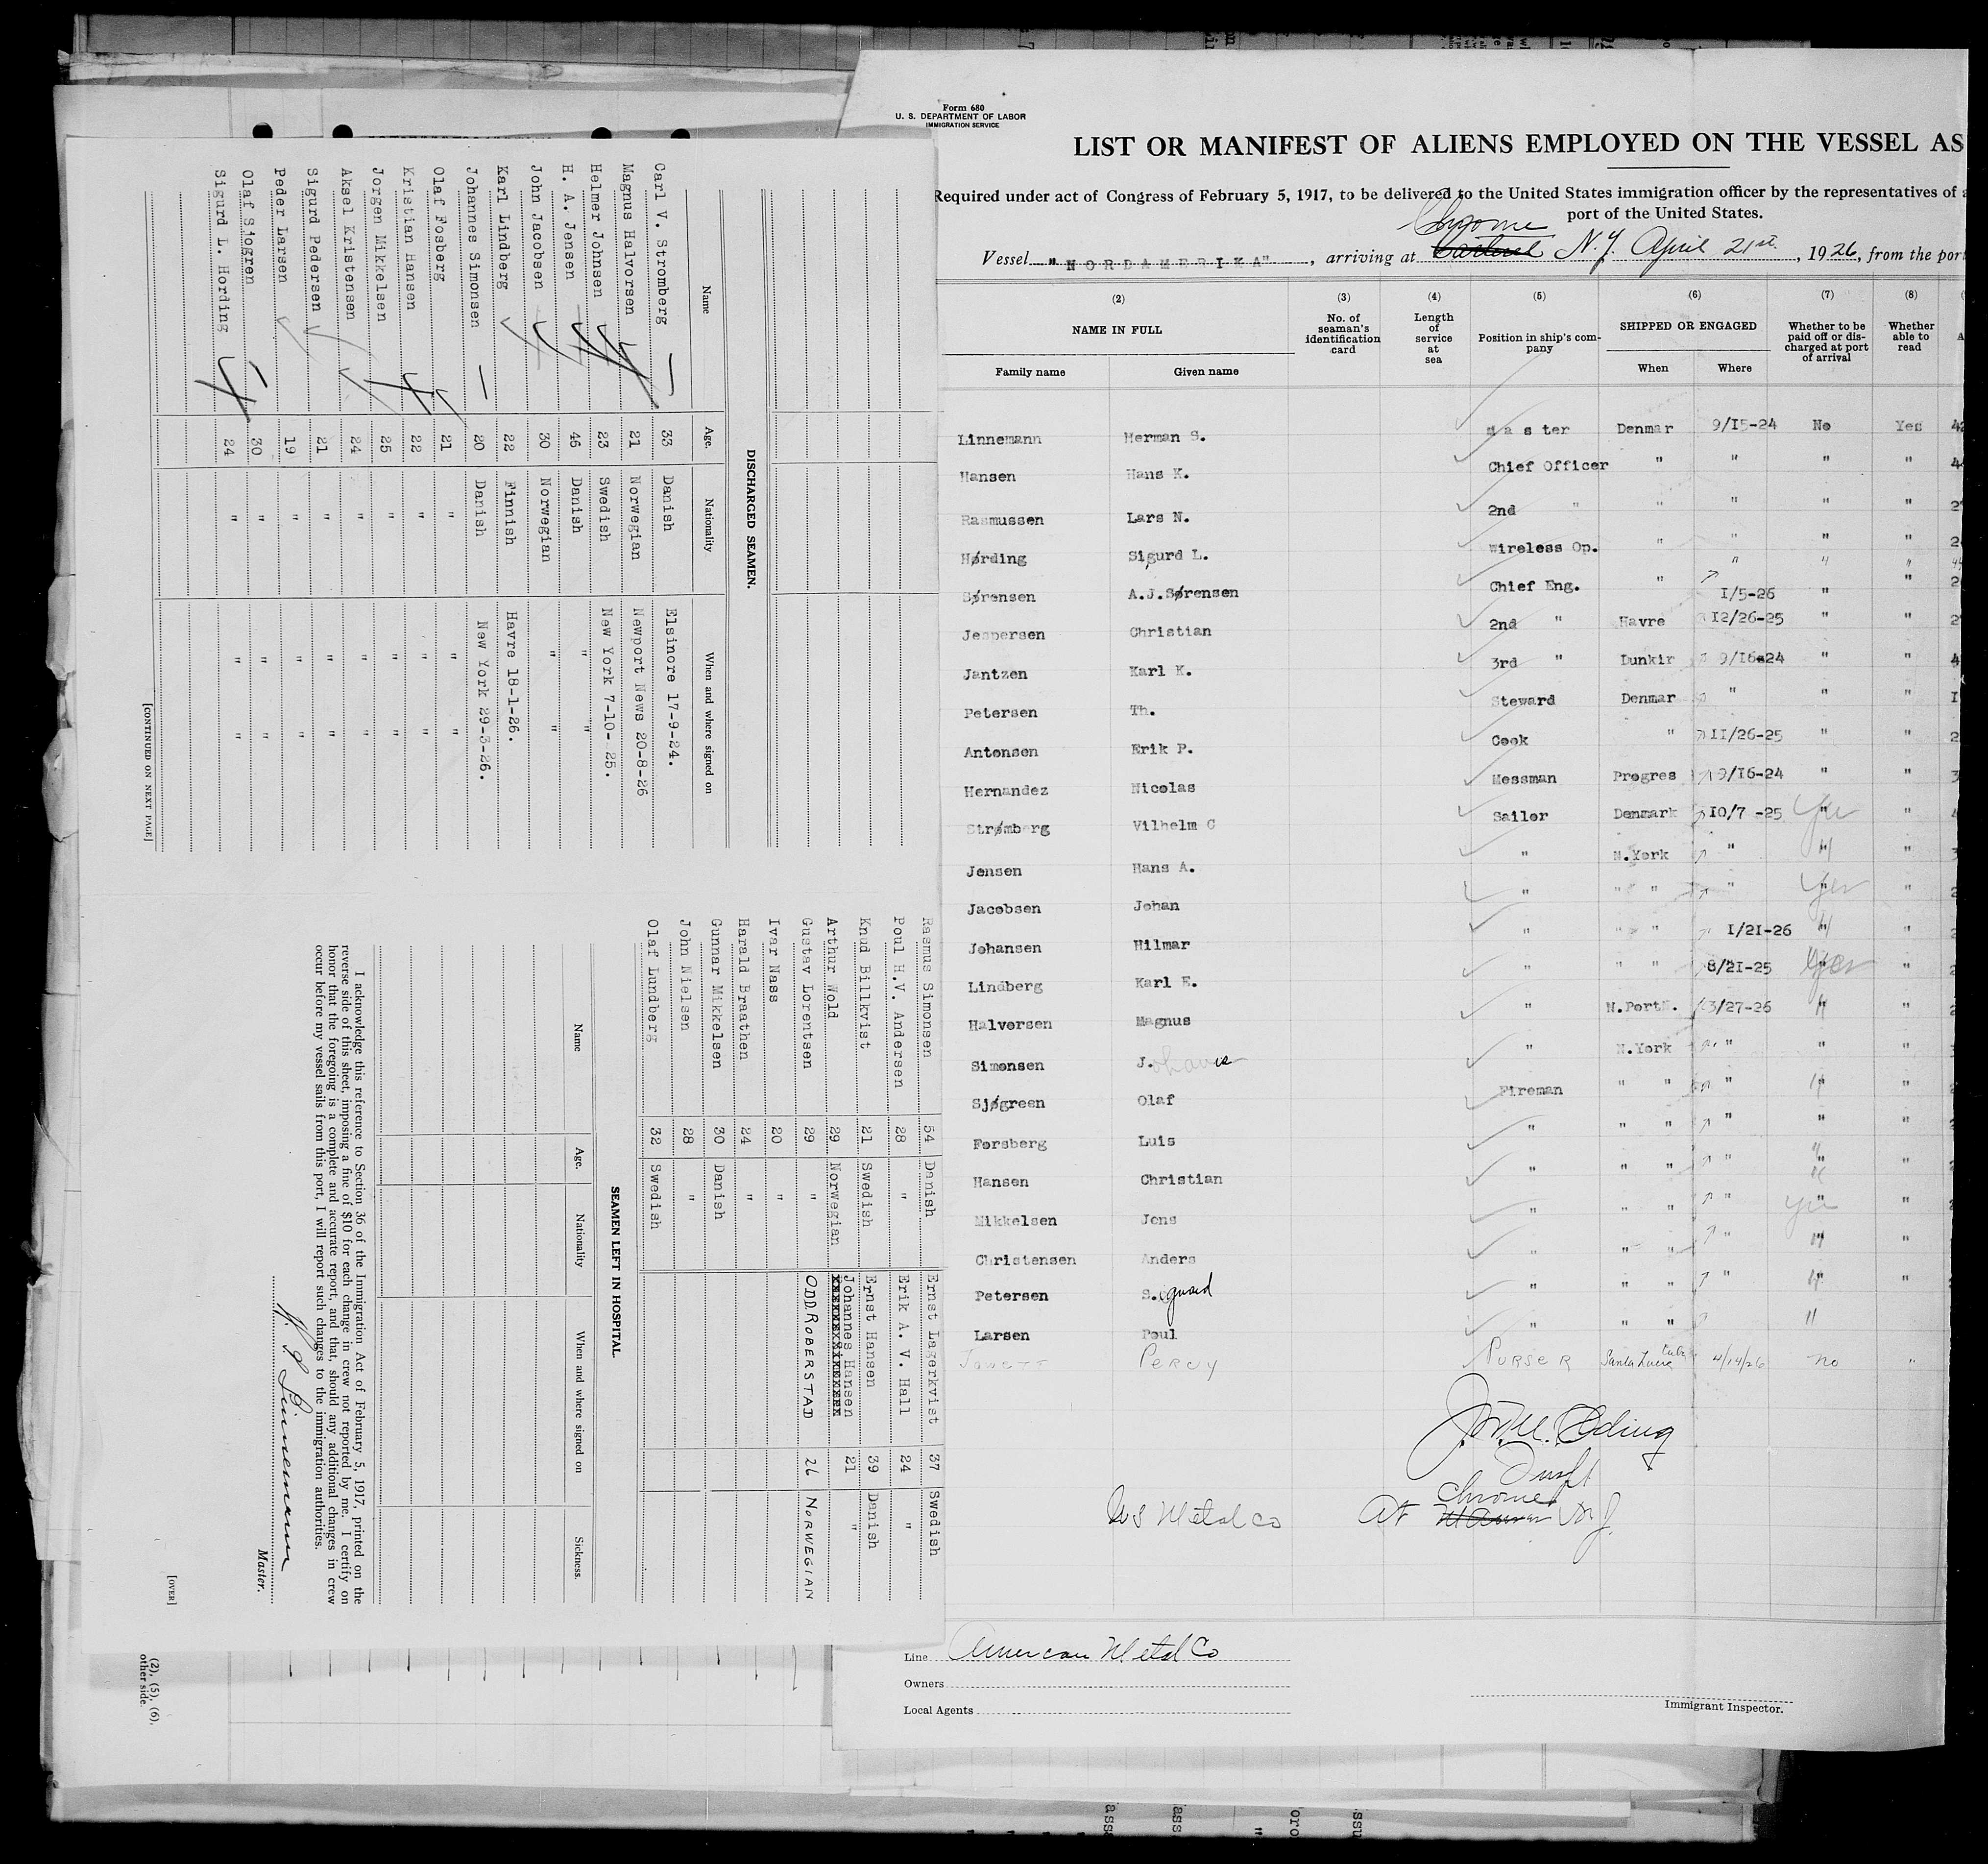 Form 680
U. S. DEPARTMENT OF LABOR
IMMIGRATION SERVICE
LIST OR MANIFEST OF ALIENS EMPLOYED ON THE VESSEL AS
Required under act of Congress of February 5, 1917, to be delivered to the United States immigration officer by the representatives of
port of the United States.
Chrome
Vessel "NORDAMERIKA", arriving at N.J. April 21st, 1926, from the port
(2) (3) (4) (5) (6) (7) (8)
NAME IN FULL No. of seaman's identification card Length of service at sea Position in ship's company SHIPPED OR ENGAGED Whether to be paid off or discharged at port of arrival Whether able to read
Family name Given name When Where
Linnemann Herman S. Master Denmar 9/15-24 No Yes
Hansen Hans K. Chief Officer " " " "
Rasmussen Lars N. 2nd " " " " "
Hørding Sigurd L. Wireless Op. " " " "
Sørensen A.J.Sørensen Chief Eng. " " " "
Jespersen Christian 2nd " Havre 1/5-26 " "
Jantzen Karl K. 3rd " Dunkir 12/26-25 " "
Petersen Th. Steward Denmar 9/16-24 " "
Antonsen Erik P. Cook " " " "
Hernandez Nicolas Messman Progres 11/26-25 " "
Strømberg Vilhelm C Sailor Denmark 9/16-24 " "
Jensen Hans A. " N.York 10/7 -25 Yes "
Jacobsen Johan " " " " " "
Johansen Hilmar " " " " Yes "
Lindberg Karl E. " " " 1/21-26 " "
Halvorsen Magnus " N.PortN. 8/21-25 Yes "
Simonsen J.ohannes " N.York 3/27-26 " "
Sjøgreen Olaf Fireman " " " " "
Forsberg Luis " " " " " "
Hansen Christian " " " " " "
Mikkelsen Jens " " " " " "
Christensen Anders " " " " Yes "
Petersen S.iguard " " " " " "
Larsen Poul " " " " " "
Percy Purser Santa Lucia Cuba 4/14/26 no "
Chrome
US Metal Co At N.J.
Line American Metal Co
Owners
Local Agents
Immigrant Inspector.
DISCHARGED SEAMEN.
Name Age. Nationality When and where signed on
Carl V. Stromberg 33 Danish Elsinore 17-9-24.
Magnus Halvorsen 21 Norwegian Newport News 20-8-26
Helmer Johnsen 23 Swedish New York 7-10-25.
H. A. Jensen 46 Danish " "
John Jacobsen 30 Norwegian " "
Karl Lindberg 22 Finnish Havre 18-1-26.
Johannes Simonsen 20 Danish New York 29-3-26.
Olaf Fosberg 21 " " "
Kristian Hansen 22 " " "
Jorgen Mikkelsen 25 " " "
Aksel Kristensen 24 " " "
Sigurd Pedersen 21 " " "
Peder Larsen 19 " " "
Olaf Siogren 30 " " "
Sigurd L. Hording 24 " " "
[CONTINUED ON NEXT PAGE]
Rasmus Simonsen 54 Danish Ernst Lagerkvist 37 Swedish
Poul H.V. Andersen 28 " Erik A. V. Hall 24 "
Knud Billkvist 21 Swedish Ernst Hansen 39 Danish
Arthur Wold 29 Norwegian Johannes Hansen 21 "
Gustav Lorentsen 29 " ODD ROBERSTAD 26 NORWEGIAN
Ivar Nass 20 "
Harald Braathen 24 "
Gunnar Mikkelsen 30 Danish
John Nielsen 28 "
Olaf Lundberg 32 Swedish
SEAMEN LEFT IN HOSPITAL.
Name Age. Nationality When and where signed on Sickness.
I acknowledge this reference to Section 36 of the Immigration Act of February 5, 1917, printed on the
reverse side of this sheet, imposing a fine of $10 for each change in crew not reported by me. I certify on
honor that the foregoing is a complete and accurate report, and that, should any additional changes in crew
occur before my vessel sails from this port, I will report such changes to the immigration authorities.
H. S. Linnemann
Master.
[OVER]
(2), (5), (6),
other side.